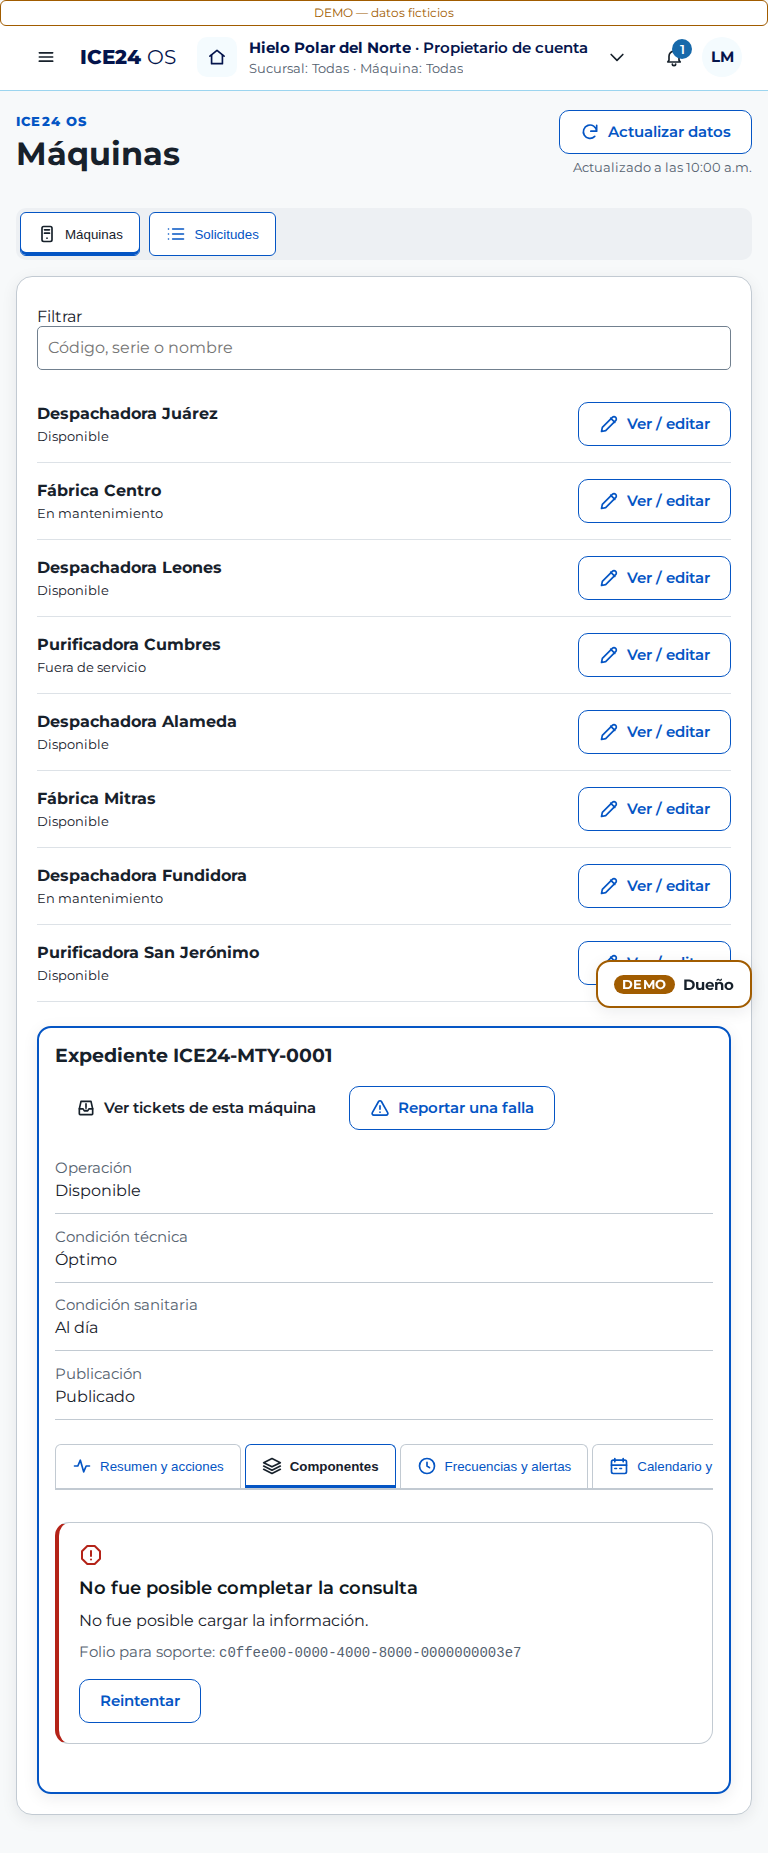 DEMO — datos ficticios
ICE24 OS
Hielo Polar del Norte · Propietario de cuenta
Sucursal: Todas · Máquina: Todas
1
LM
ICE24 OS
Máquinas
Actualizar datos
Actualizado a las 10:00 a.m.
Máquinas
Solicitudes
Filtrar
Código, serie o nombre
Despachadora Juárez
Disponible
Ver / editar
Fábrica Centro
En mantenimiento
Ver / editar
Despachadora Leones
Disponible
Ver / editar
Purificadora Cumbres
Fuera de servicio
Ver / editar
Despachadora Alameda
Disponible
Ver / editar
Fábrica Mitras
Disponible
Ver / editar
Despachadora Fundidora
En mantenimiento
Ver / editar
Purificadora San Jerónimo
Disponible
DEMO Dueño
Expediente ICE24-MTY-0001
Ver tickets de esta máquina
Reportar una falla
Operación
Disponible
Condición técnica
Óptimo
Condición sanitaria
Al día
Publicación
Publicado
Resumen y acciones
Componentes
Frecuencias y alertas
Calendario y
No fue posible completar la consulta
No fue posible cargar la información.
Folio para soporte: c0ffee00-0000-4000-8000-0000000003e7
Reintentar